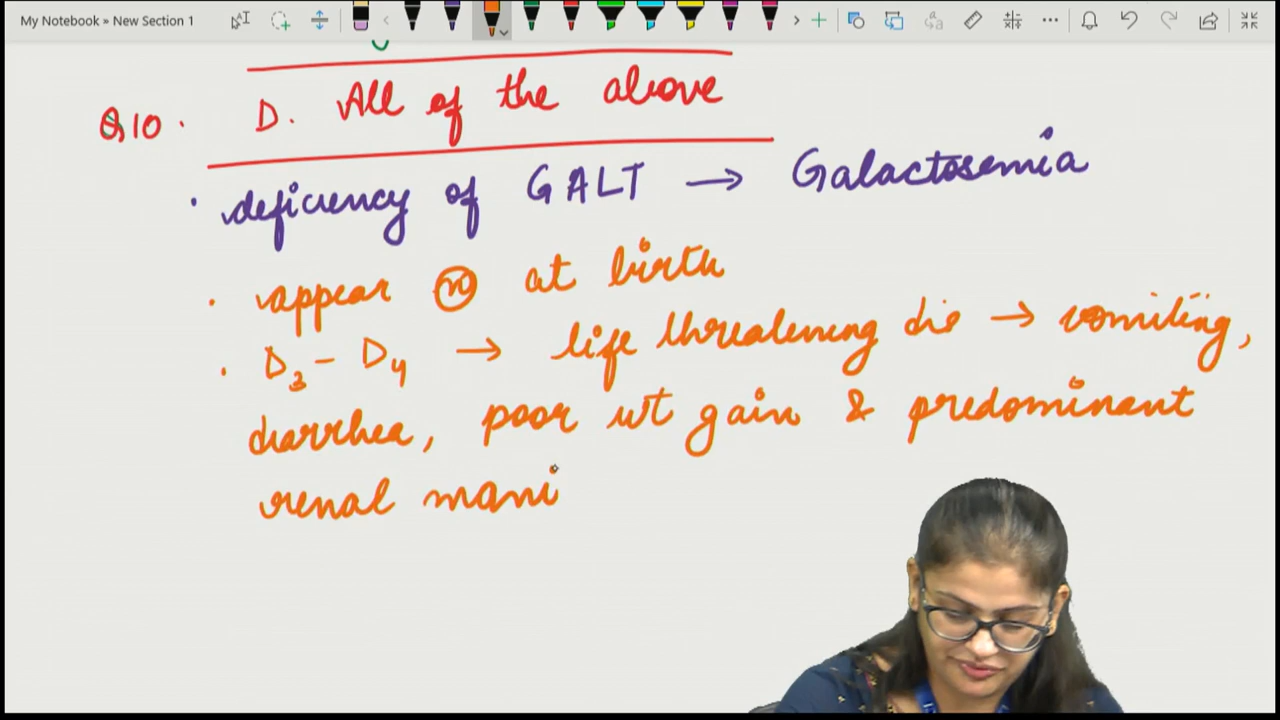 My Notebook » New Section 1
Q10. D. All of the above
. deficiency of GALT → Galactosemia
. appear n at birth
. D3 - D4 → life threatening dis → vomiting,
diarrhea, poor wt gain & predominant
renal mani